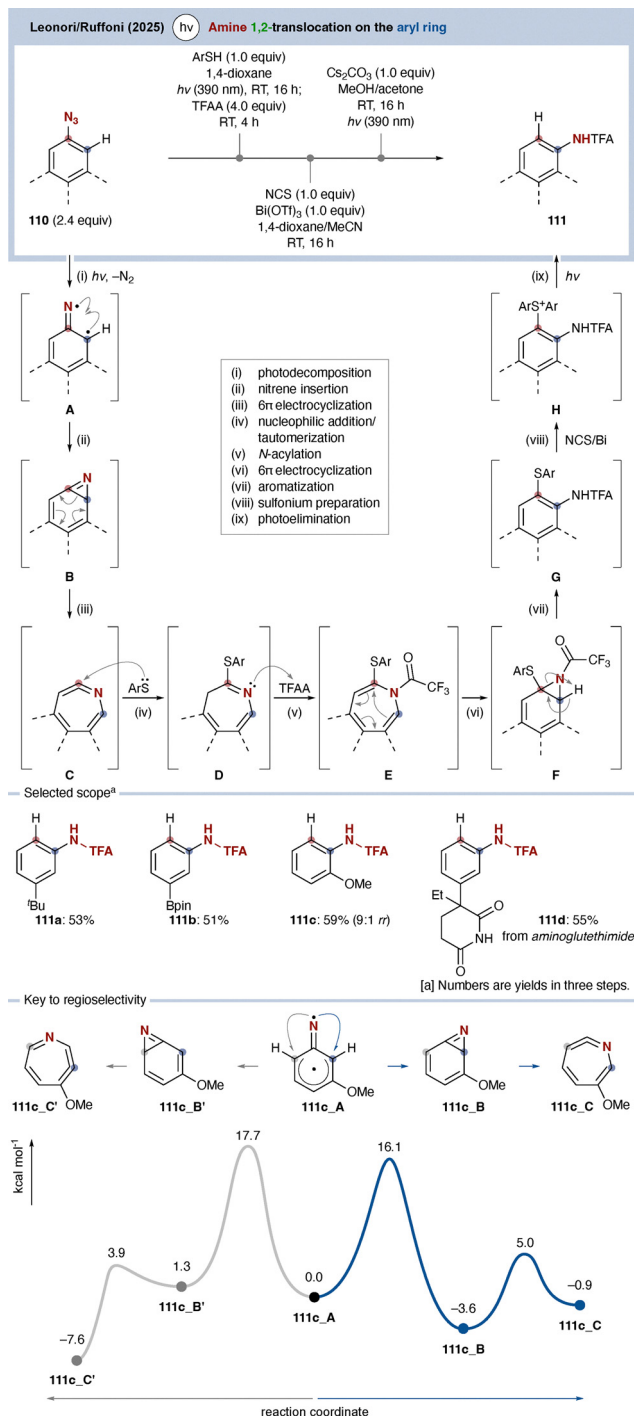 Leonori/Ruffoni (2025) hν Amine 1,2-translocation on the aryl ring
ArSH (1.0 equiv)
1,4-dioxane
hν (390 nm), RT, 16 h;
TFAA (4.0 equiv)
RT, 4 h
Cs₂CO₃ (1.0 equiv)
MeOH/acetone
RT, 16 h
hν (390 nm)
N₃
H
H
NHTFA
NCS (1.0 equiv)
Bi(OTf)₃ (1.0 equiv)
1,4-dioxane/MeCN
RT, 16 h
110 (2.4 equiv)
111
(i) hν, –N₂
(ix) hν
N
H
A
ArS⁺Ar
NHTFA
H
(i) photodecomposition
(ii) nitrene insertion
(iii) 6π electrocyclization
(iv) nucleophilic addition/
tautomerization
(v) N-acylation
(vi) 6π electrocyclization
(vii) aromatization
(viii) sulfonium preparation
(ix) photoelimination
(ii)
(viii) NCS/Bi
N
B
SAr
NHTFA
G
(iii)
(vii)
N
C
ArS
(iv)
SAr
N
D
TFAA
(v)
SAr
O
N
CF₃
E
(vi)
O
ArS
N
CF₃
H
F
Selected scopeᵃ
H
H
N
TFA
ᵗBu
111a: 53%
H
H
N
TFA
Bpin
111b: 51%
H
H
N
TFA
OMe
111c: 59% (9:1 rr)
H
H
N
TFA
Et
O
NH
O
111d: 55%
from aminoglutethimide
[a] Numbers are yields in three steps.
Key to regioselectivity
N
OMe
111c_C'
N
OMe
111c_B'
N
H
H
OMe
111c_A
N
OMe
111c_B
N
OMe
111c_C
kcal mol⁻¹
17.7
16.1
3.9
1.3
0.0
5.0
–0.9
111c_B'
111c_A
–3.6
111c_C
–7.6
111c_B
111c_C'
reaction coordinate